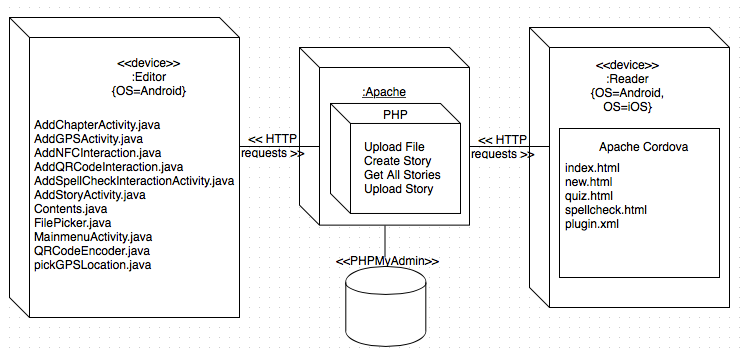 <<device>>
:Editor
{OS=Android}
AddChapterActivity.java
AddGPSActivity.java
AddNFCInteraction.java
AddQRCodeInteraction.java
AddSpellCheckInteractionActivity.java
AddStoryActivity.java
Contents.java
FilePicker.java
MainmenuActivity.java
QRCodeEncoder.java
pickGPSLocation.java
<< HTTP
requests >>
:Apache
PHP
Upload File
Create Story
Get All Stories
Upload Story
<<PHPMyAdmin>>
<< HTTP
requests >>
<<device>>
:Reader
{OS=Android,
OS=iOS}
Apache Cordova
index.html
new.html
quiz.html
spellcheck.html
plugin.xml